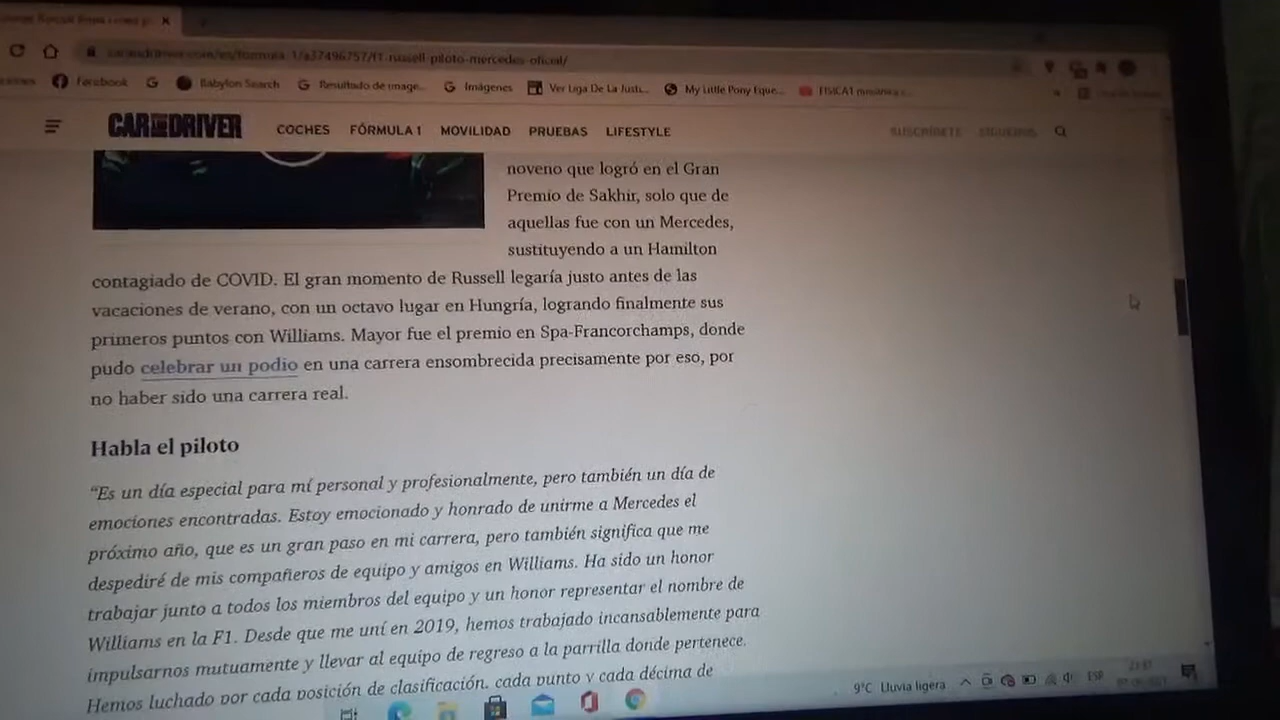 /formula-1/a37496757/f1-russell-piloto-mercedes-oficial/
Facebook
Babylon Search
Resultado de image...
Imágenes
Ver Liga De La Justi...
My Little Pony Eque...
CAR AND DRIVER
COCHES FÓRMULA 1 MOVILIDAD PRUEBAS LIFESTYLE
SUSCRÍBETE SÍGUENOS
noveno que logró en el Gran
Premio de Sakhir, solo que de
aquellas fue con un Mercedes,
sustituyendo a un Hamilton
contagiado de COVID. El gran momento de Russell legaría justo antes de las
vacaciones de verano, con un octavo lugar en Hungría, logrando finalmente sus
primeros puntos con Williams. Mayor fue el premio en Spa-Francorchamps, donde
pudo celebrar un podio en una carrera ensombrecida precisamente por eso, por
no haber sido una carrera real.
Habla el piloto
“Es un día especial para mí personal y profesionalmente, pero también un día de
emociones encontradas. Estoy emocionado y honrado de unirme a Mercedes el
próximo año, que es un gran paso en mi carrera, pero también significa que me
despediré de mis compañeros de equipo y amigos en Williams. Ha sido un honor
trabajar junto a todos los miembros del equipo y un honor representar el nombre de
Williams en la F1. Desde que me uní en 2019, hemos trabajado incansablemente para
impulsarnos mutuamente y llevar al equipo de regreso a la parrilla donde pertenece.
Hemos luchado por cada posición de clasificación, cada punto y cada décima de
9°C Lluvia ligera
ESP